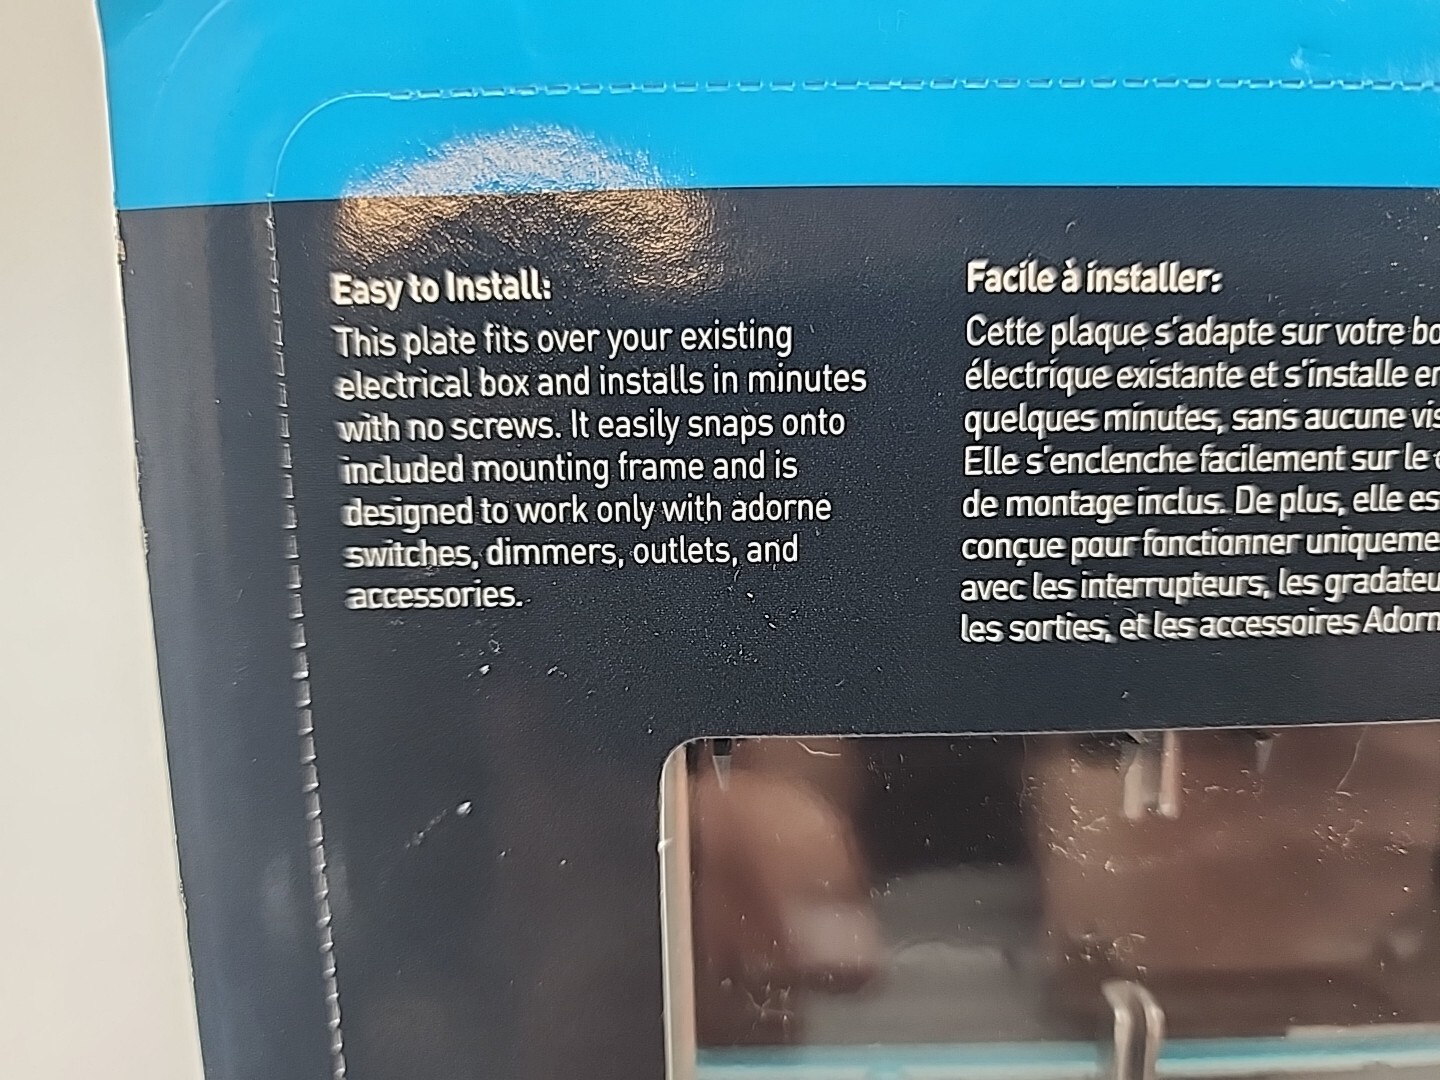 Easy to Install:
This plate fits over your existing
electrical box and installs in minutes
with no screws. It easily snaps onto
included mounting frame and is
designed to work only with adorne
switches, dimmers, outlets, and
accessories.
Facile à installer:
Cette plaque s'adapte sur votre
électrique existante et s'installe
quelques minutes, sans aucune
Elle s'enclenche facilement sur le
de montage inclus. De plus, elle
conçue pour fonctionner
avec les interrupteurs, les
les sorties, et les accessoires